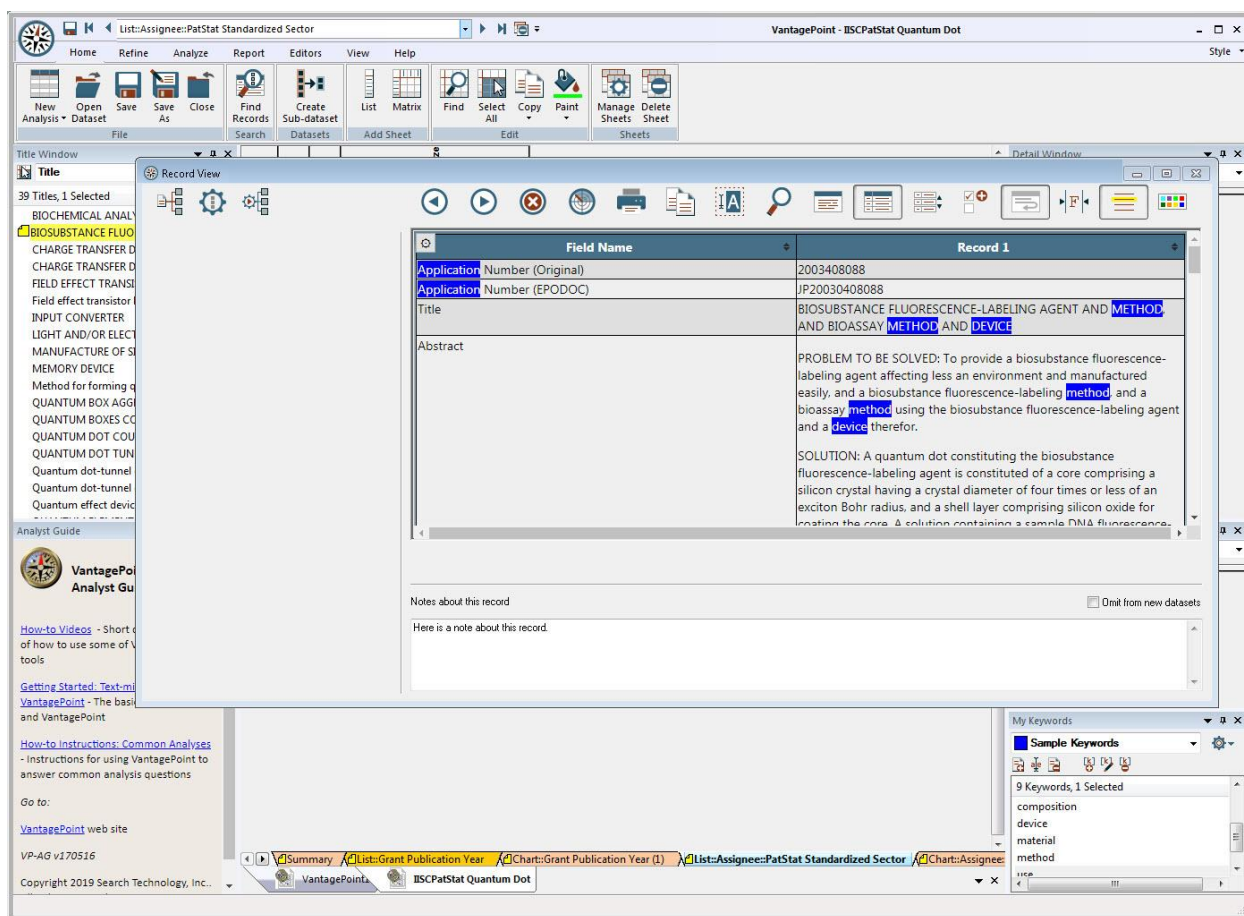 List::Assignee::PatStat Standardized Sector
VantagePoint - IISCPatStat Quantum Dot
Home Refine Analyze Report Editors View Help
Style
New Analysis
Open Dataset
Save
Save As
Close
Find Records
Create Sub-dataset
List
Matrix
Find
Select All
Copy
Paint
Manage Sheets
Delete Sheet
File Search Datasets Add Sheet Edit Sheets
Title Window
Detail Window
Title
39 Titles, 1 Selected
BIOCHEMICAL ANALY
BIOSUBSTANCE FLUO
CHARGE TRANSFER D
CHARGE TRANSFER D
FIELD EFFECT TRANSI
Field effect transistor
INPUT CONVERTER
LIGHT AND/OR ELECT
MANUFACTURE OF SI
MEMORY DEVICE
Method for forming q
QUANTUM BOX AGG
QUANTUM BOXES CO
QUANTUM DOT COU
QUANTUM DOT TUN
Quantum dot-tunnel
Quantum dot-tunnel
Quantum effect devic
Record View
Field Name Record 1
Application Number (Original) 2003408088
Application Number (EPODOC) JP20030408088
Title BIOSUBSTANCE FLUORESCENCE-LABELING AGENT AND METHOD,
AND BIOASSAY METHOD AND DEVICE
Abstract
PROBLEM TO BE SOLVED: To provide a biosubstance fluorescence-
labeling agent affecting less an environment and manufactured
easily, and a biosubstance fluorescence-labeling method, and a
bioassay method using the biosubstance fluorescence-labeling agent
and a device therefor.
SOLUTION: A quantum dot constituting the biosubstance
fluorescence-labeling agent is constituted of a core comprising a
silicon crystal having a crystal diameter of four times or less of an
exciton Bohr radius, and a shell layer comprising silicon oxide for
coating the core. A solution containing a sample DNA fluorescence-
Notes about this record
Omit from new datasets
Here is a note about this record.
Analyst Guide
VantagePoi
Analyst Gu
How-to Videos - Short
of how to use some of V
tools
Getting Started: Text-mi
VantagePoint - The basi
and VantagePoint
How-to Instructions: Common Analyses
- Instructions for using VantagePoint to
answer common analysis questions
Go to:
VantagePoint web site
VP-AG v170516
Copyright 2019 Search Technology, Inc..
My Keywords
Sample Keywords
9 Keywords, 1 Selected
composition
device
material
method
use
Summary List::Grant Publication Year Chart::Grant Publication Year (1) List::Assignee::PatStat Standardized Sector Chart::Assignee:
VantagePoint IISCPatStat Quantum Dot